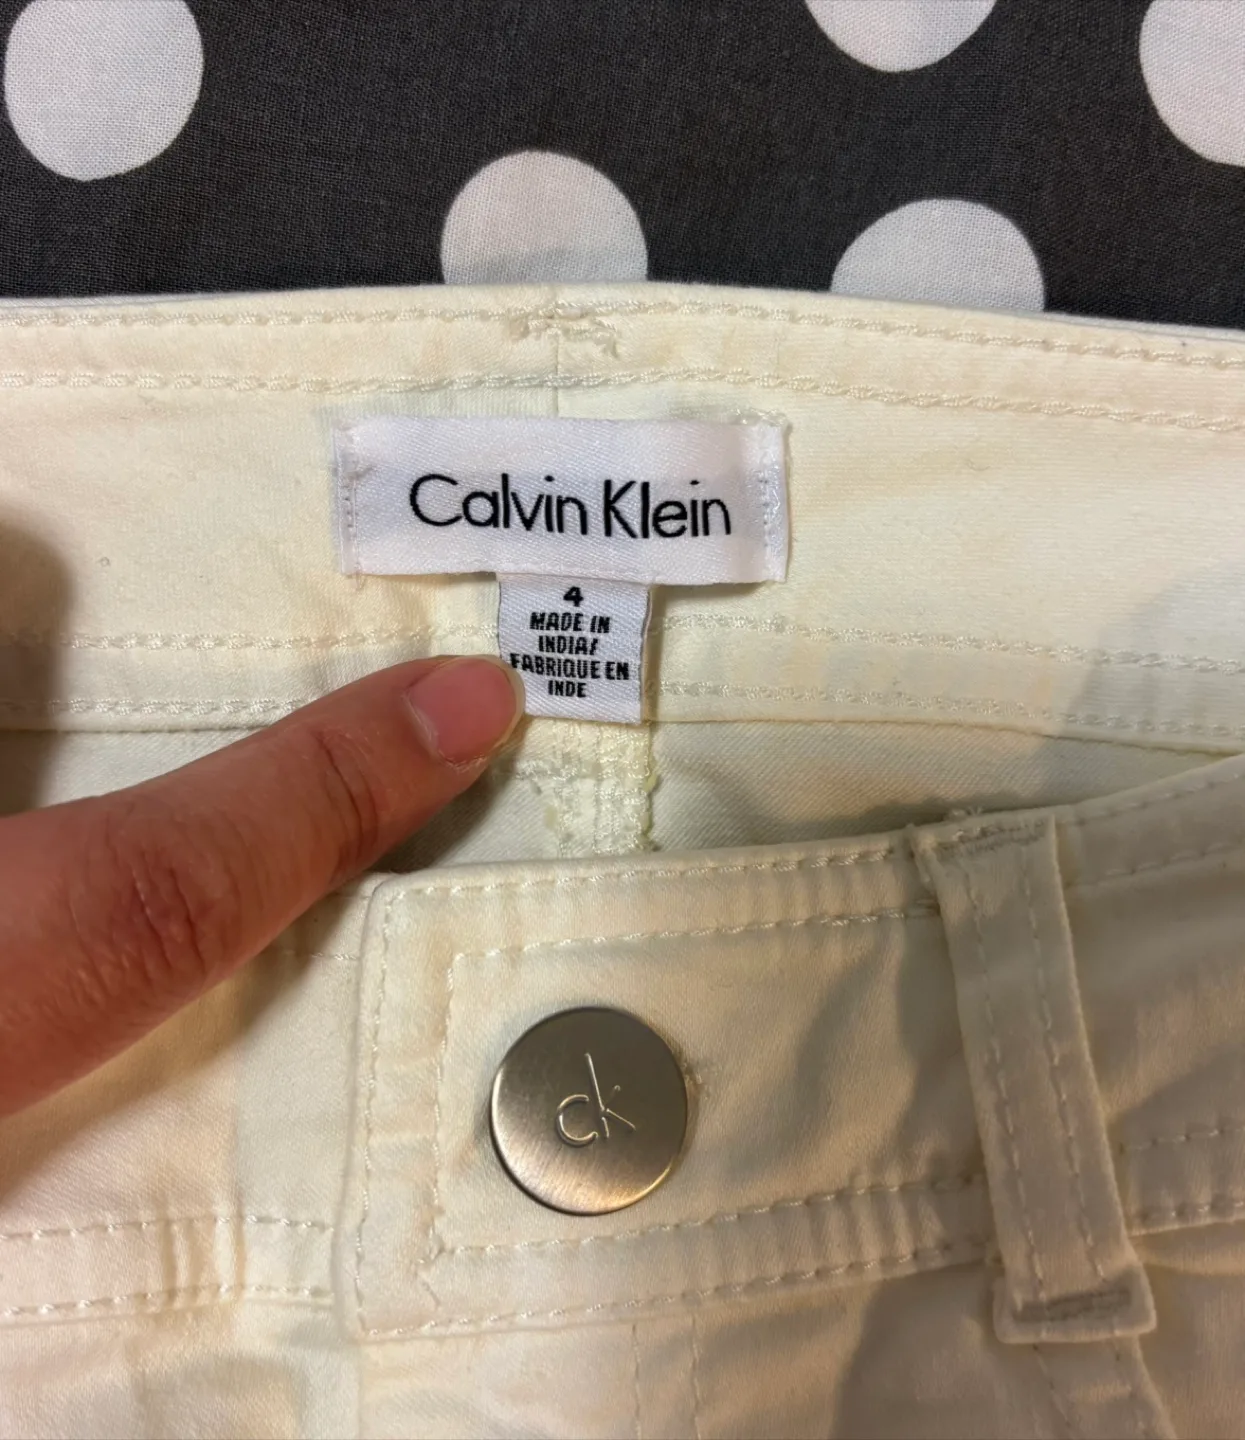 Calvin Klein
4
MADE IN
INDIA/
FABRIQUE EN
INDE
ck